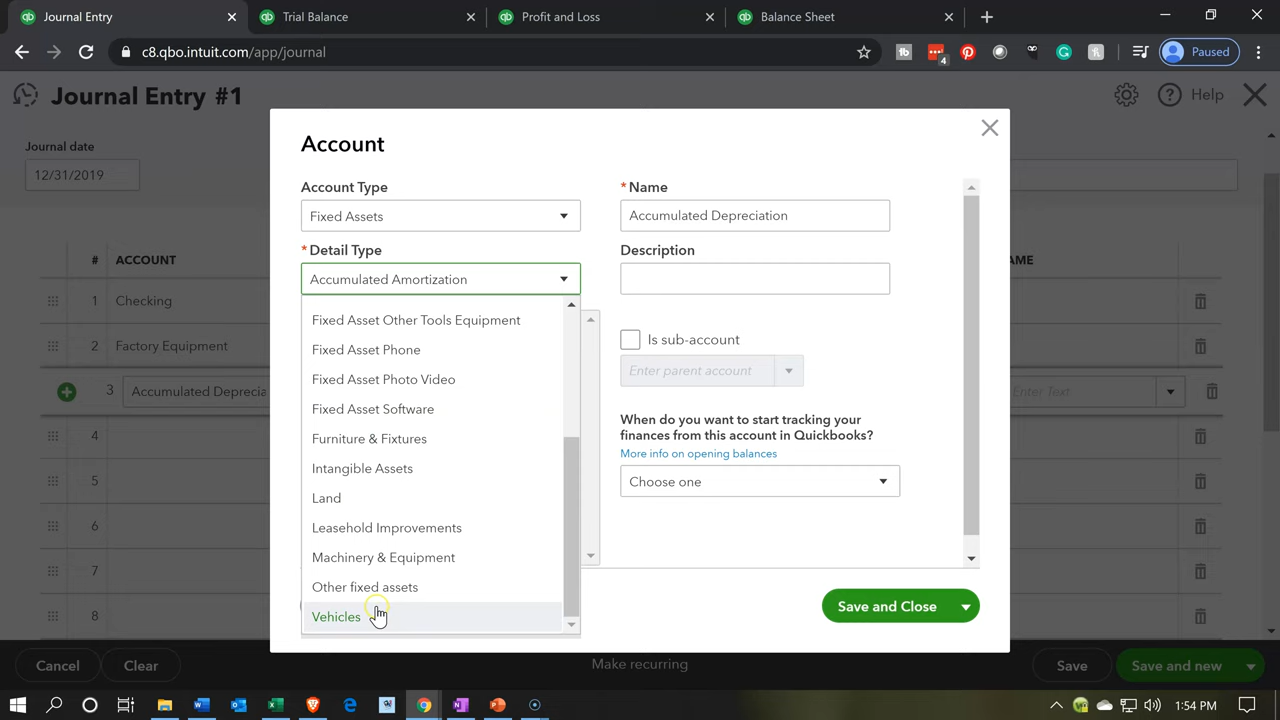 Journal Entry
Trial Balance
Profit and Loss
Balance Sheet
c8.qbo.intuit.com/app/journal
4
Paused
Journal Entry #1
Help
Journal date
12/31/2019
# ACCOUNT
AME
1 Checking
2 Factory Equipment
3 Accumulated Deprecia
Enter Text
4
5
6
7
8
Account
Account Type
Fixed Assets
* Detail Type
Accumulated Amortization
Fixed Asset Other Tools Equipment
Fixed Asset Phone
Fixed Asset Photo Video
Fixed Asset Software
Furniture & Fixtures
Intangible Assets
Land
Leasehold Improvements
Machinery & Equipment
Other fixed assets
Vehicles
* Name
Accumulated Depreciation
Description
Is sub-account
Enter parent account
When do you want to start tracking your
finances from this account in Quickbooks?
More info on opening balances
Choose one
Save and Close
Cancel
Clear
Make recurring
Save
Save and new
1:54 PM